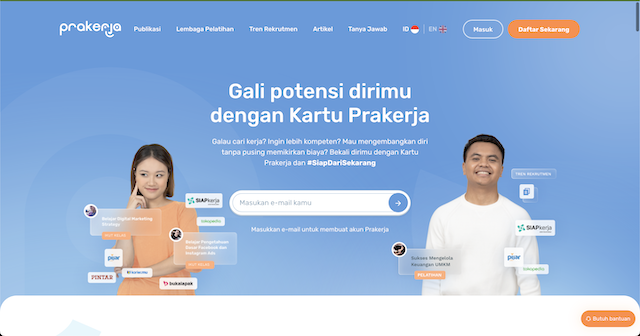 prakerja
Publikasi
Lembaga Pelatihan
Tren Rekrutmen
Artikel
Tanya Jawab
ID
EN
Masuk
Daftar Sekarang
Gali potensi dirimu
dengan Kartu Prakerja
Galau cari kerja? Ingin lebih kompeten? Mau mengembangkan diri
tanpa pusing memikirkan biaya? Bekali dirimu dengan Kartu
Prakerja dan #SiapDariSekarang
Masukan e-mail kamu
Masukkan e-mail untuk membuat akun Prakerja
SIAPkerja
tokopedia
Belajar Digital Marketing
Strategy
Belajar Pengetahuan
Dasar Facebook dan
Instagram Ads
pijar
PINTAR
bukalapak
TREN REKRUTMEN
SIAPkerja
pijar
tokopedia
Sukses Mengelola
Keuangan UMKM
PELATIHAN
Butuh bantuan